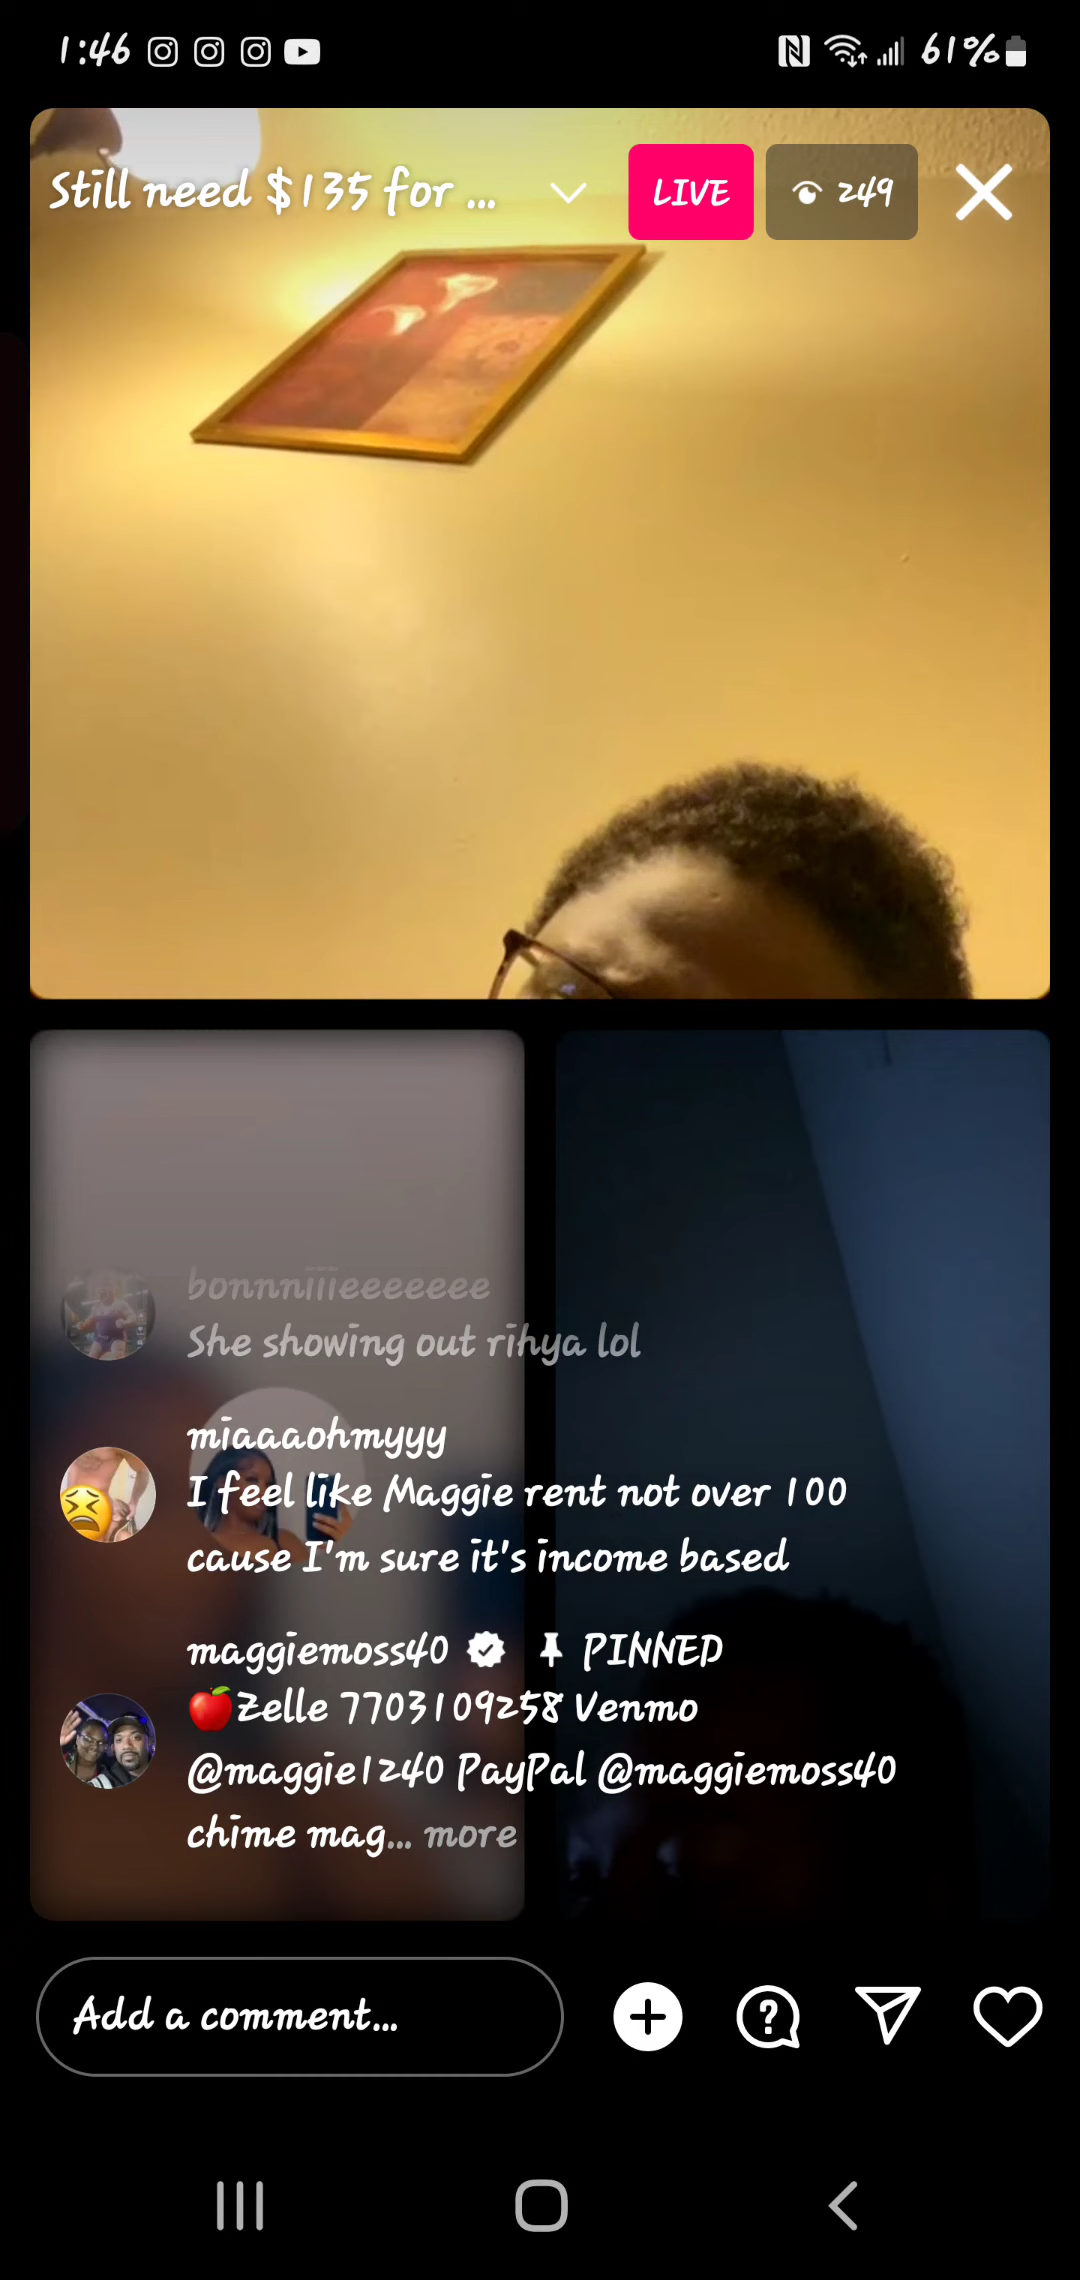 1:46
61%
Still need $135 for ...
LIVE
249
bonnniiieeeeeee
She showing out rihya lol
miaaaohmyyy
I feel like Maggie rent not over 100
cause I'm sure it's income based
maggiemoss40 PINNED
🍎Zelle 7703109258 Venmo
@maggie1240 PayPal @maggiemoss40
chime mag... more
Add a comment...